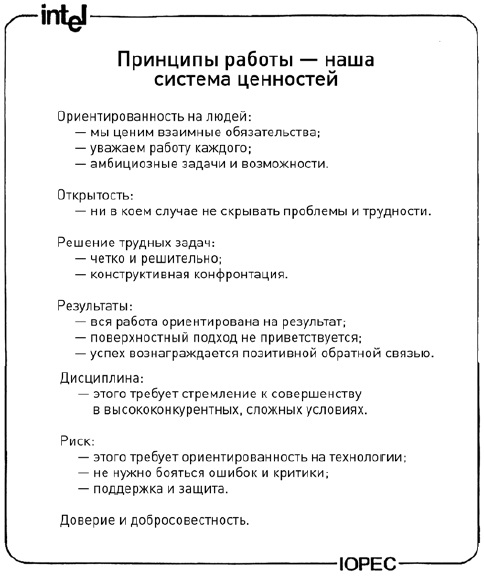 intel
Принципы работы — наша
система ценностей
Ориентированность на людей:
— мы ценим взаимные обязательства;
— уважаем работу каждого;
— амбициозные задачи и возможности.
Открытость:
— ни в коем случае не скрывать проблемы и трудности.
Решение трудных задач:
— четко и решительно;
— конструктивная конфронтация.
Результаты:
— вся работа ориентирована на результат;
— поверхностный подход не приветствуется;
— успех вознаграждается позитивной обратной связью.
Дисциплина:
— этого требует стремление к совершенству
в высококонкурентных, сложных условиях.
Риск:
— этого требует ориентированность на технологии;
— не нужно бояться ошибок и критики;
— поддержка и защита.
Доверие и добросовестность.
IOPEC